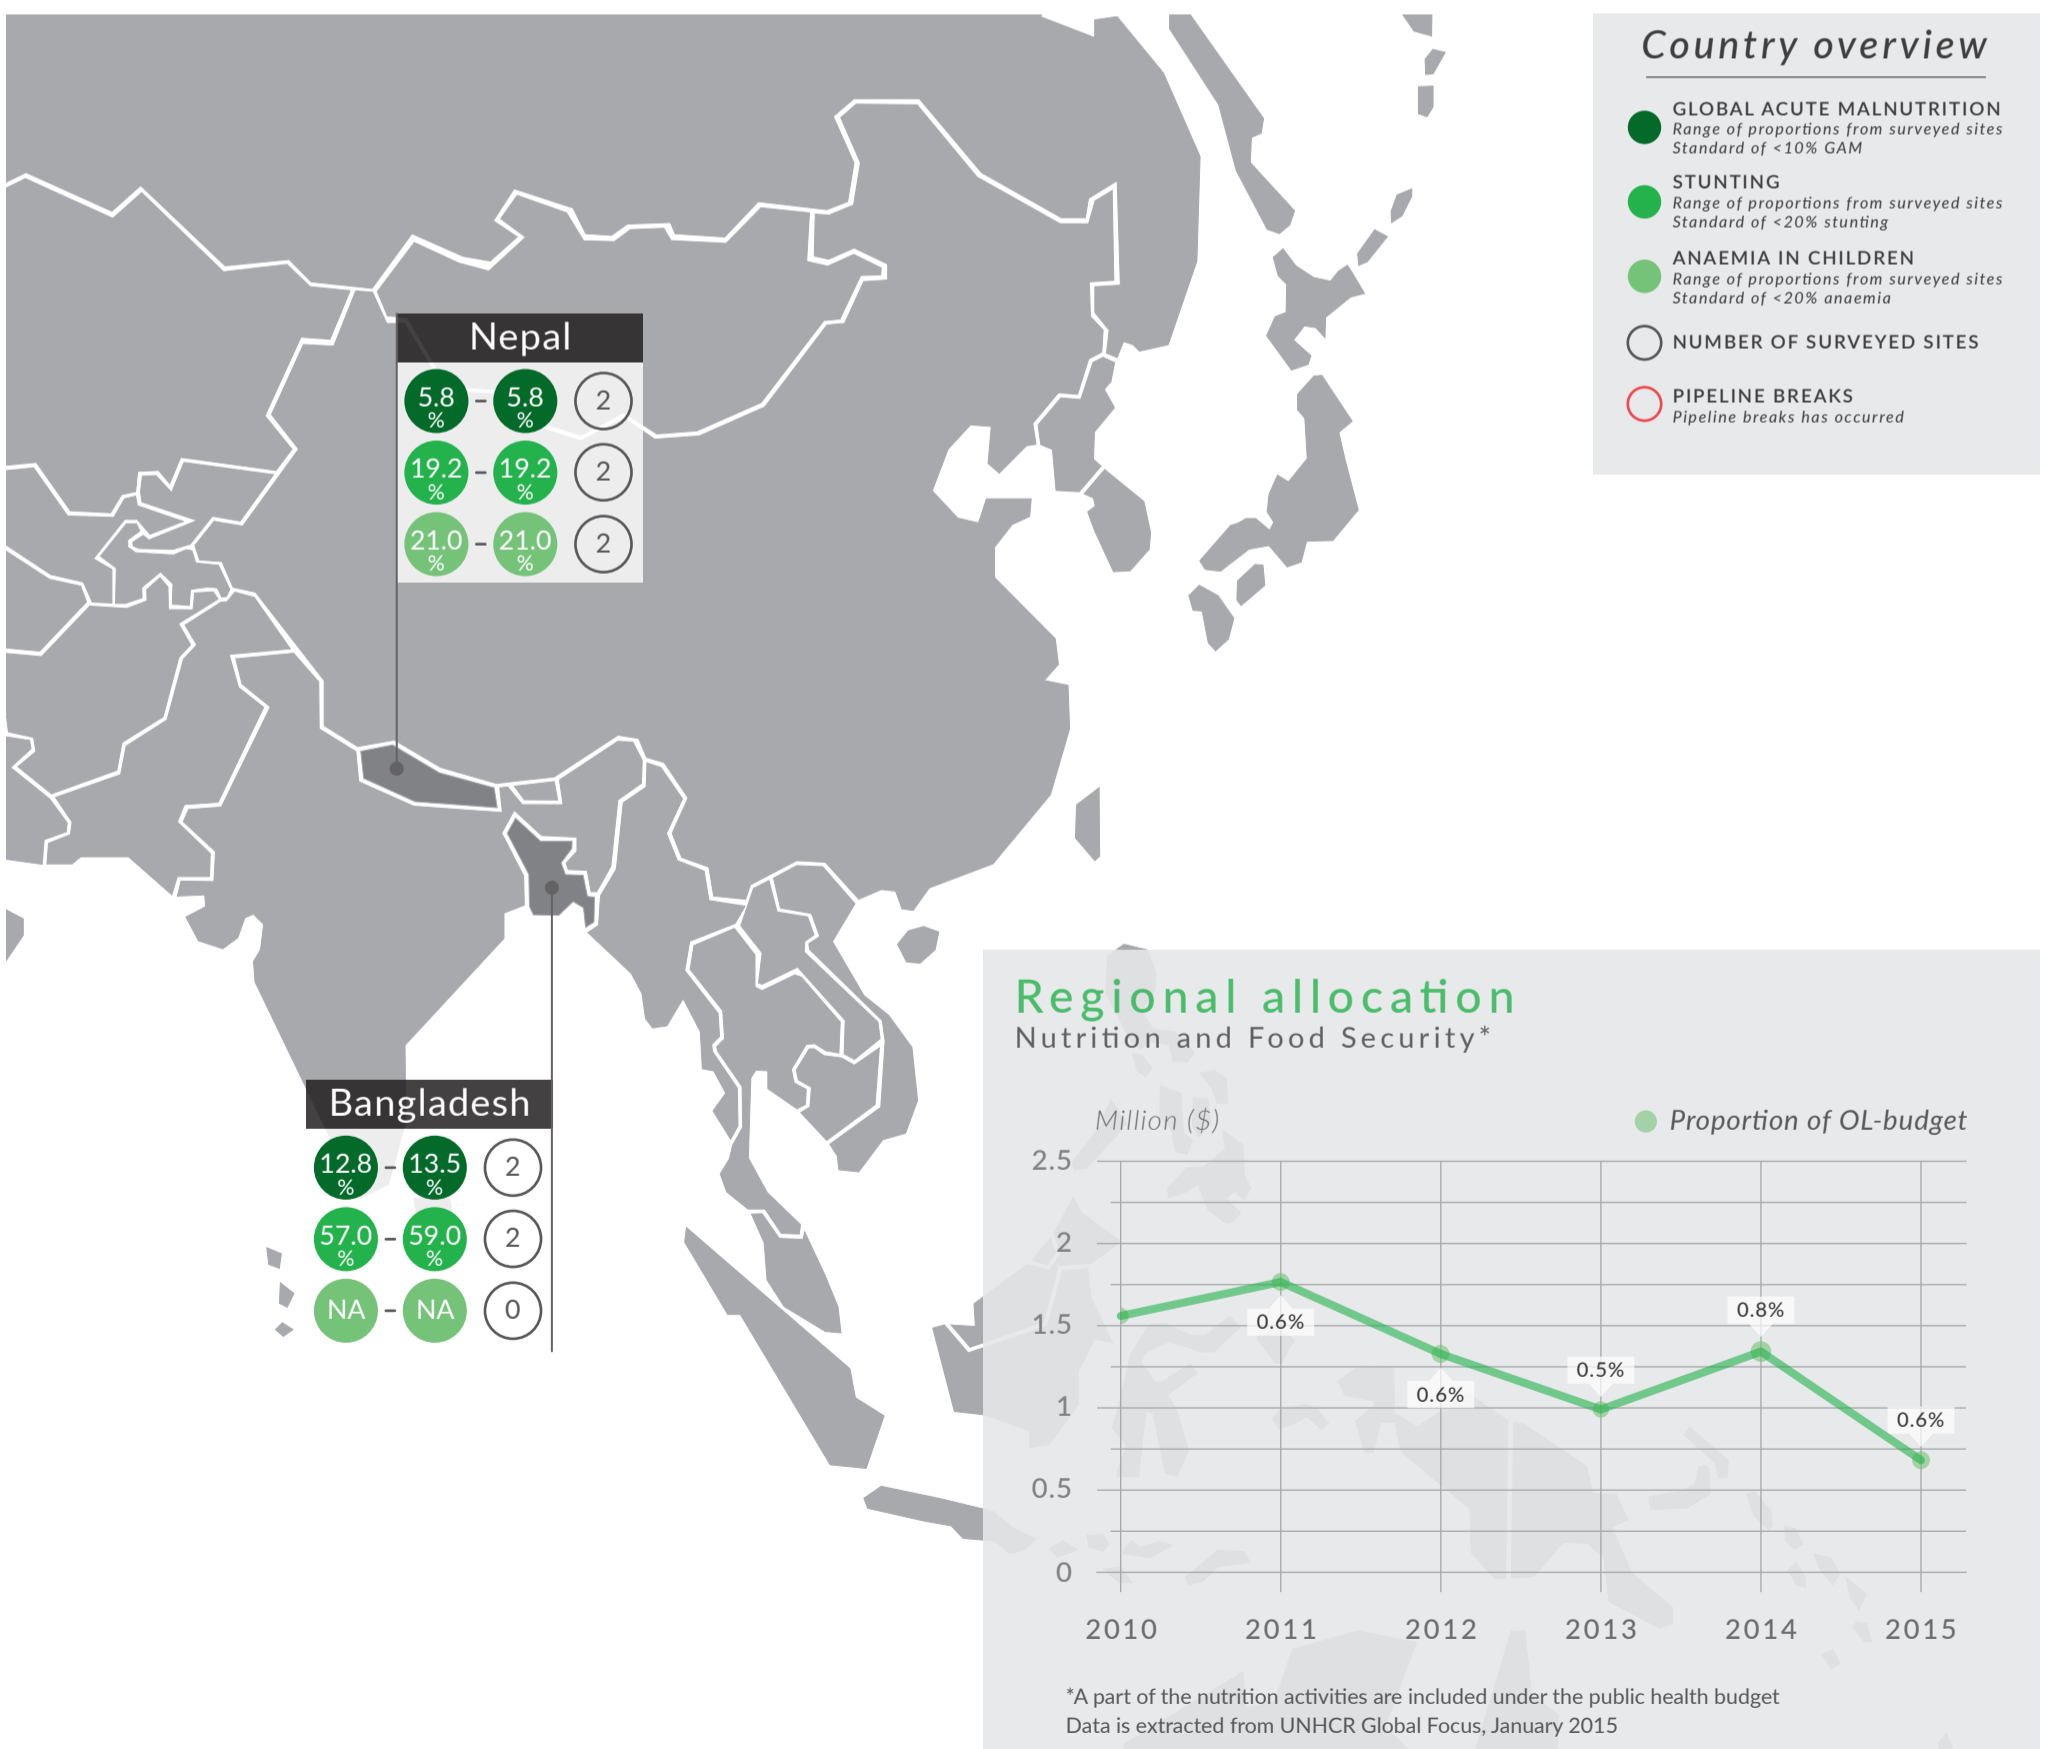 Country overview
GLOBAL ACUTE MALNUTRITION
Range of proportions from surveyed sites
Standard of <10% GAM
STUNTING
Range of proportions from surveyed sites
Standard of <20% stunting
ANAEMIA IN CHILDREN
Range of proportions from surveyed sites
Standard of <20% anaemia
NUMBER OF SURVEYED SITES
PIPELINE BREAKS
Pipeline breaks has occurred
Nepal
5.8 % - 5.8 % 2
19.2 % - 19.2 % 2
21.0 % - 21.0 % 2
Bangladesh
12.8 % - 13.5 % 2
57.0 % - 59.0 % 2
NA - NA 0
Regional allocation
Nutrition and Food Security*
Million ($)
Proportion of OL-budget
2.5
2
1.5
1
0.5
0
0.6%
0.6%
0.5%
0.8%
0.6%
2010 2011 2012 2013 2014 2015
*A part of the nutrition activities are included under the public health budget
Data is extracted from UNHCR Global Focus, January 2015